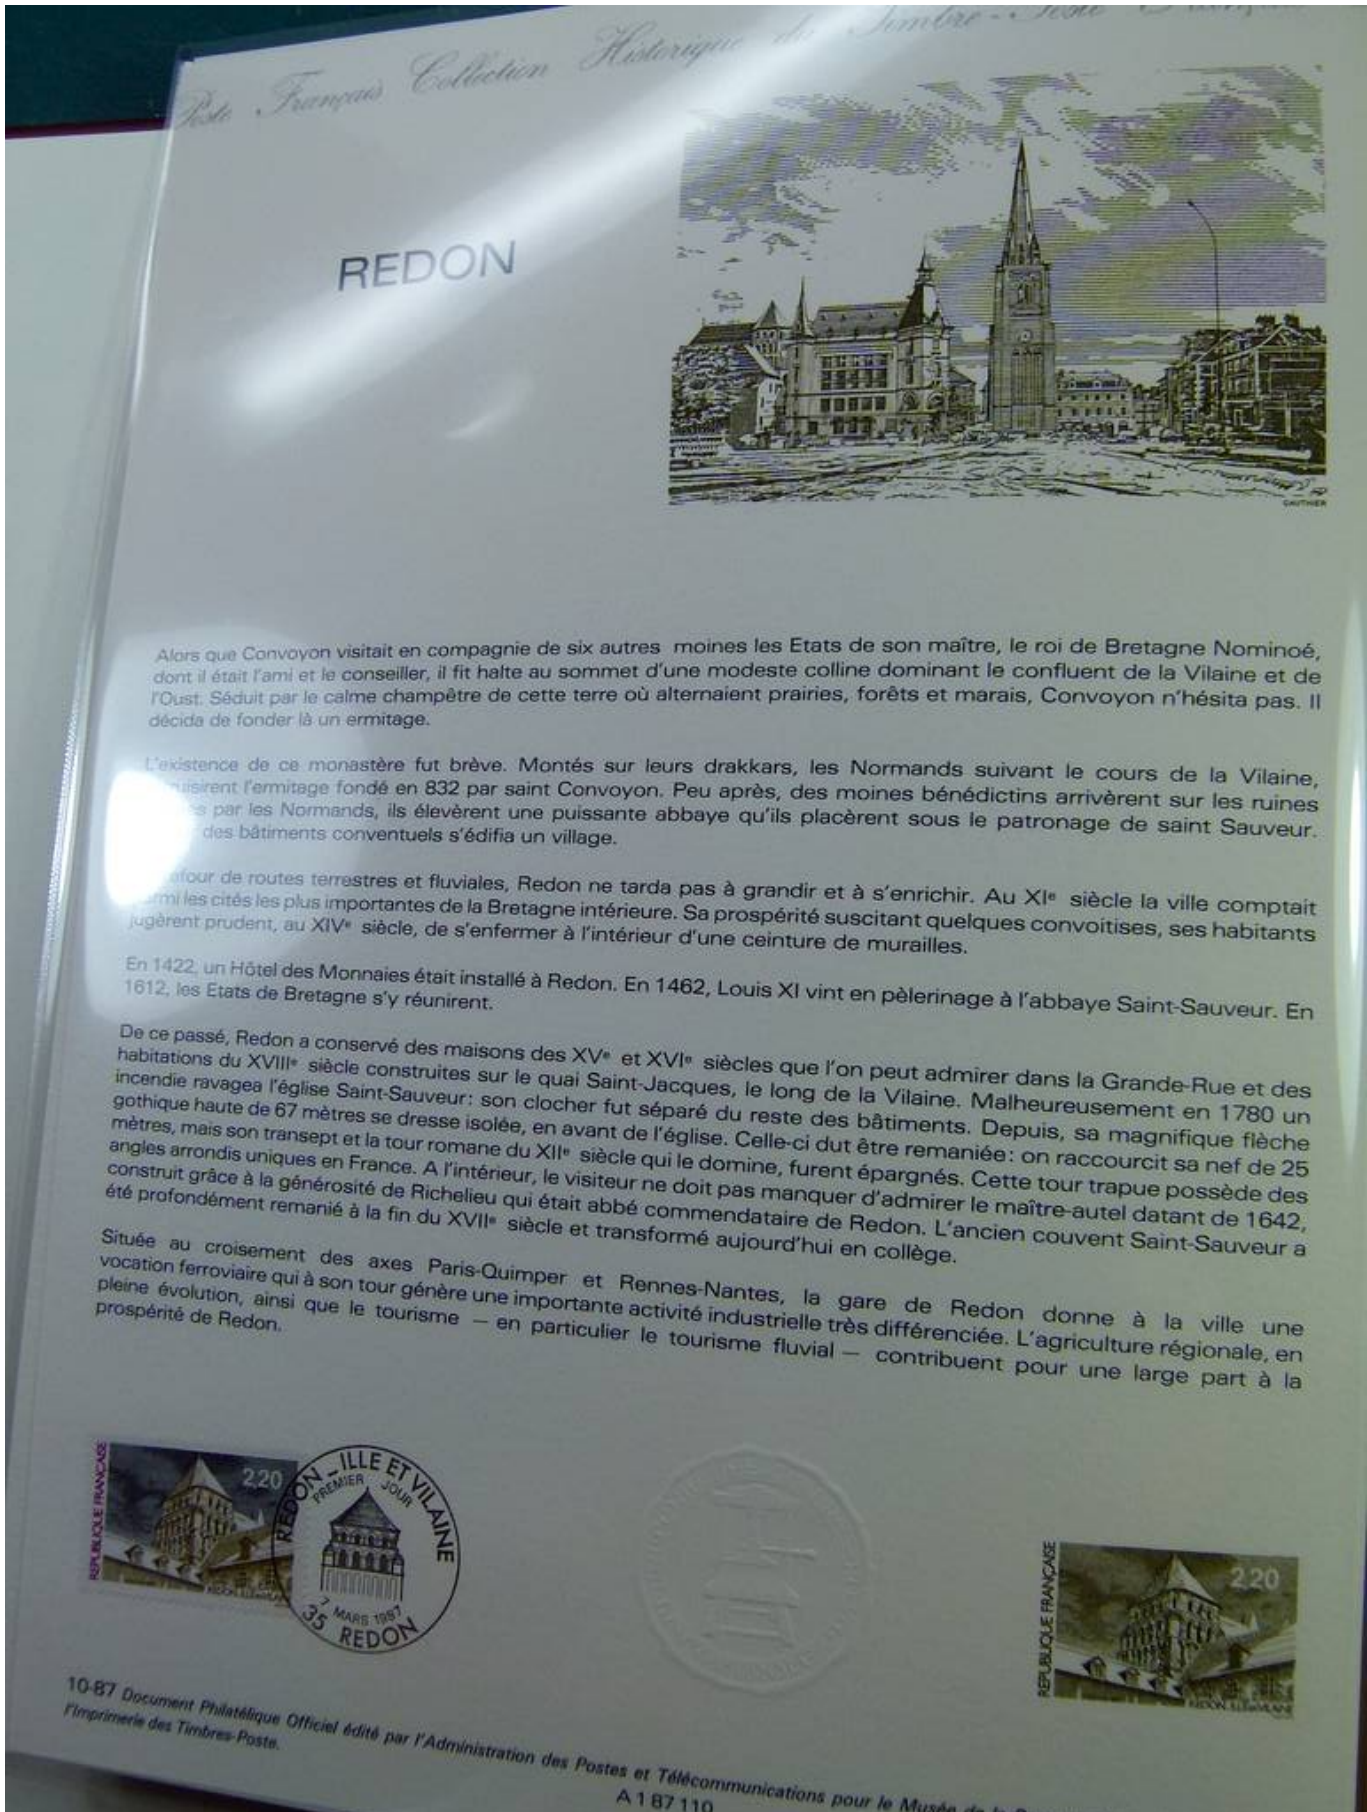 Poste Français Collection Historique du Timbre-Poste Français
REDON
GAUTHIER
Alors que Convoyon visitait en compagnie de six autres moines les Etats de son maître, le roi de Bretagne Nominoé,
dont il était l'ami et le conseiller, il fit halte au sommet d'une modeste colline dominant le confluent de la Vilaine et de
l'Oust. Séduit par le calme champêtre de cette terre où alternaient prairies, forêts et marais, Convoyon n'hésita pas. Il
décida de fonder là un ermitage.
L'existence de ce monastère fut brève. Montés sur leurs drakkars, les Normands suivant le cours de la Vilaine,
l'ermitage fondé en 832 par saint Convoyon. Peu après, des moines bénédictins arrivèrent sur les ruines
par les Normands, ils élevèrent une puissante abbaye qu'ils placèrent sous le patronage de saint Sauveur.
des bâtiments conventuels s'édifia un village.
de routes terrestres et fluviales, Redon ne tarda pas à grandir et à s'enrichir. Au XIe siècle la ville comptait
parmi les cités les plus importantes de la Bretagne intérieure. Sa prospérité suscitant quelques convoitises, ses habitants
jugèrent prudent, au XIVe siècle, de s'enfermer à l'intérieur d'une ceinture de murailles.
En 1422, un Hôtel des Monnaies était installé à Redon. En 1462, Louis XI vint en pèlerinage à l'abbaye Saint-Sauveur. En
1612, les Etats de Bretagne s'y réunirent.
De ce passé, Redon a conservé des maisons des XVe et XVIe siècles que l'on peut admirer dans la Grande-Rue et des
habitations du XVIIIe siècle construites sur le quai Saint-Jacques, le long de la Vilaine. Malheureusement en 1780 un
incendie ravagea l'église Saint-Sauveur: son clocher fut séparé du reste des bâtiments. Depuis, sa magnifique flèche
gothique haute de 67 mètres se dresse isolée, en avant de l'église. Celle-ci dut être remaniée: on raccourcit sa nef de 25
mètres, mais son transept et la tour romane du XIIe siècle qui le domine, furent épargnés. Cette tour trapue possède des
angles arrondis uniques en France. A l'intérieur, le visiteur ne doit pas manquer d'admirer le maître-autel datant de 1642,
construit grâce à la générosité de Richelieu qui était abbé commendataire de Redon. L'ancien couvent Saint-Sauveur a
été profondément remanié à la fin du XVIIe siècle et transformé aujourd'hui en collège.
Située au croisement des axes Paris-Quimper et Rennes-Nantes, la gare de Redon donne à la ville une
vocation ferroviaire qui à son tour génère une importante activité industrielle très différenciée. L'agriculture régionale, en
pleine évolution, ainsi que le tourisme — en particulier le tourisme fluvial — contribuent pour une large part à la
prospérité de Redon.
REPUBLIQUE FRANÇAISE
2,20
REDON - ILLE ET VILAINE
PREMIER JOUR
7 MARS 1987
35 REDON
REPUBLIQUE FRANÇAISE
2,20
REDON, ILLE ET VILAINE
10-87 Document Philatélique Officiel édité par l'Administration des Postes et Télécommunications pour le Musée de la
l'Imprimerie des Timbres-Poste.
A 1 87 110